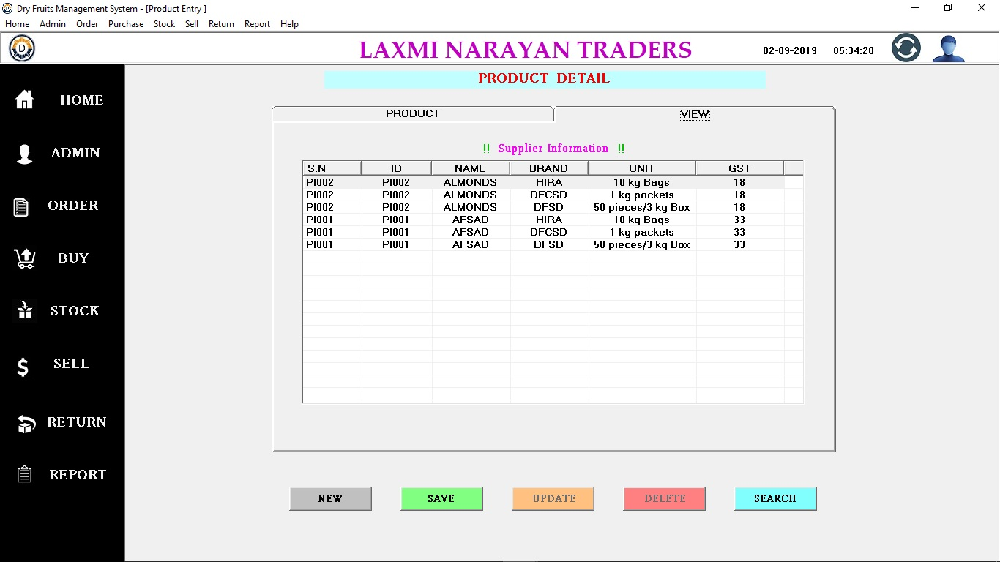 Dry Fruits Management System - [Product Entry ]
Home Admin Order Purchase Stock Sell Return Report Help
D LAXMI NARAYAN TRADERS 02-09-2019 05:34:20
PRODUCT DETAIL
HOME
ADMIN
ORDER
BUY
STOCK
SELL
RETURN
REPORT
PRODUCT VIEW
!! Supplier Information !!
S.N ID NAME BRAND UNIT GST
PI002 PI002 ALMONDS HIRA 10 kg Bags 18
PI002 PI002 ALMONDS DFCSD 1 kg packets 18
PI002 PI002 ALMONDS DFSD 50 pieces/3 kg Box 18
PI001 PI001 AFSAD HIRA 10 kg Bags 33
PI001 PI001 AFSAD DFCSD 1 kg packets 33
PI001 PI001 AFSAD DFSD 50 pieces/3 kg Box 33
NEW SAVE UPDATE DELETE SEARCH